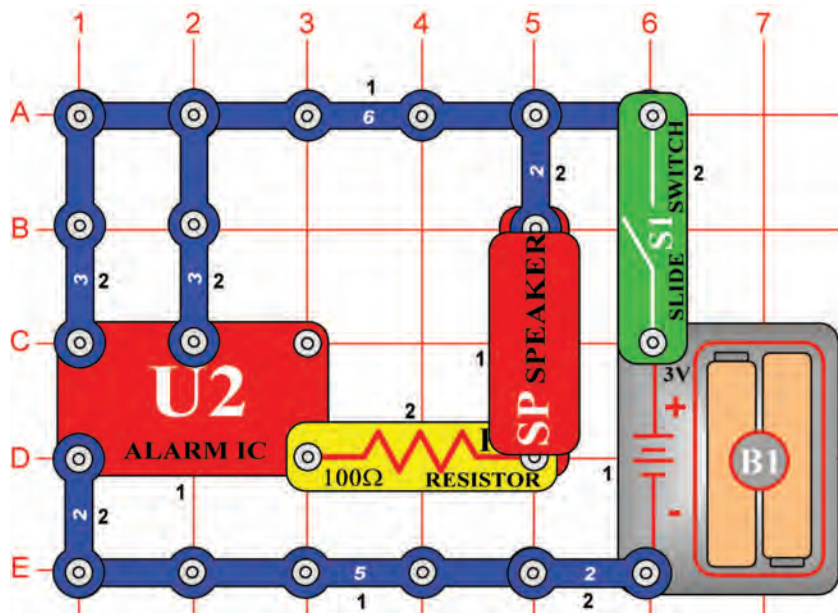 1 2 3 4 5 6 7
1
A 6
2 2
S1 SLIDE SWITCH 2
B
3 2 3 2
SP SPEAKER
1
C
U2
ALARM IC
3V
+
-
B1
2
D 100Ω RESISTOR
1
1
2 2
E 5 2
1 2